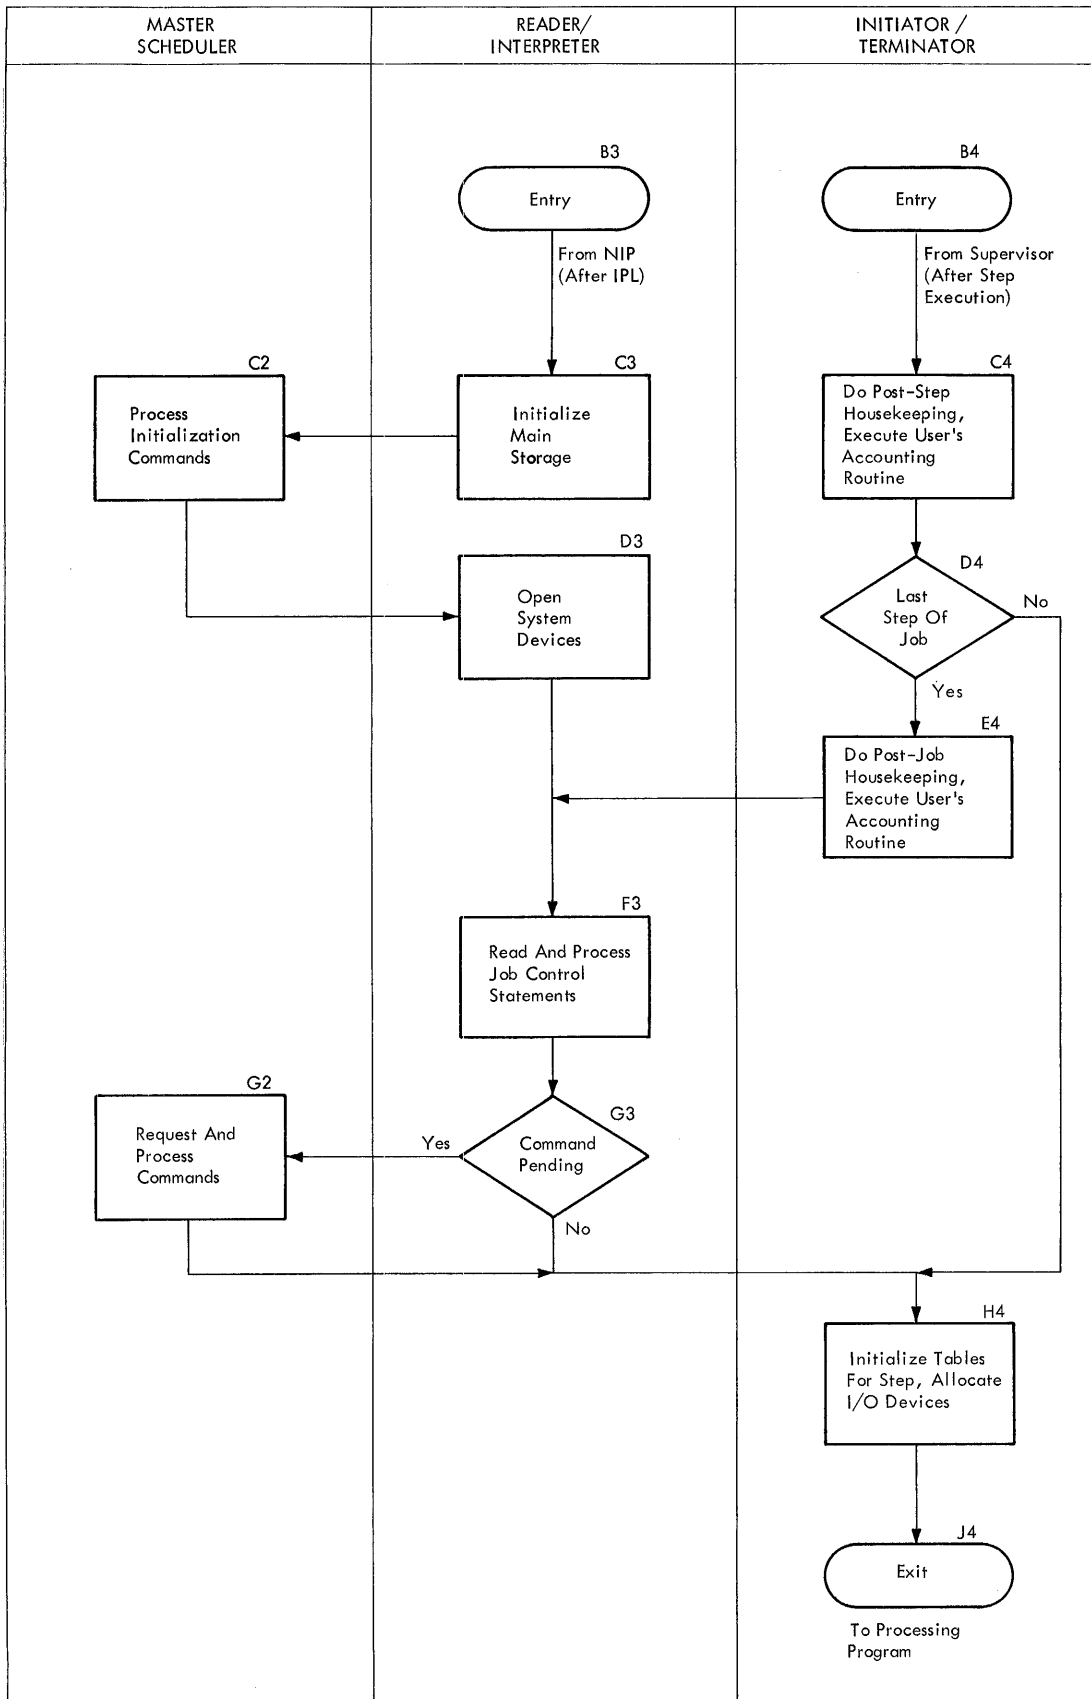 MASTER
SCHEDULER
READER/
INTERPRETER
INITIATOR /
TERMINATOR
B3
Entry
From NIP
(After IPL)
B4
Entry
From Supervisor
(After Step
Execution)
C2
Process
Initialization
Commands
C3
Initialize
Main
Storage
C4
Do Post-Step
Housekeeping,
Execute User's
Accounting
Routine
D3
Open
System
Devices
D4
Last
Step Of
Job
No
Yes
E4
Do Post-Job
Housekeeping,
Execute User's
Accounting
Routine
F3
Read And Process
Job Control
Statements
G2
Request And
Process
Commands
G3
Command
Pending
Yes
No
H4
Initialize Tables
For Step, Allocate
I/O Devices
J4
Exit
To Processing
Program